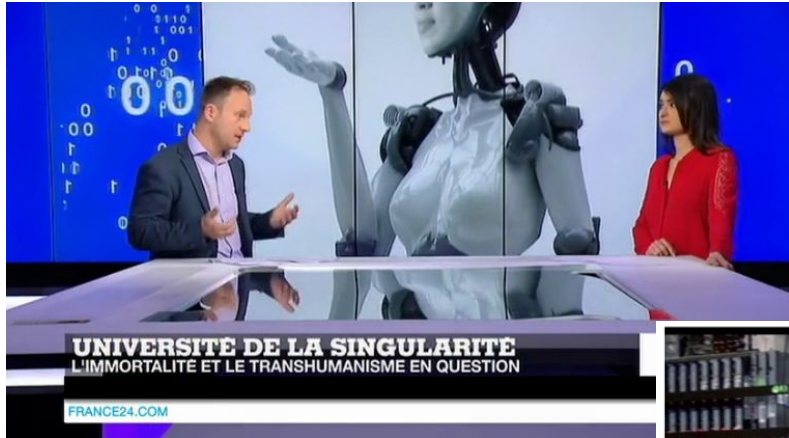 UNIVERSITÉ DE LA SINGULARITÉ
L'IMMORTALITÉ ET LE TRANSHUMANISME EN QUESTION
FRANCE24.COM